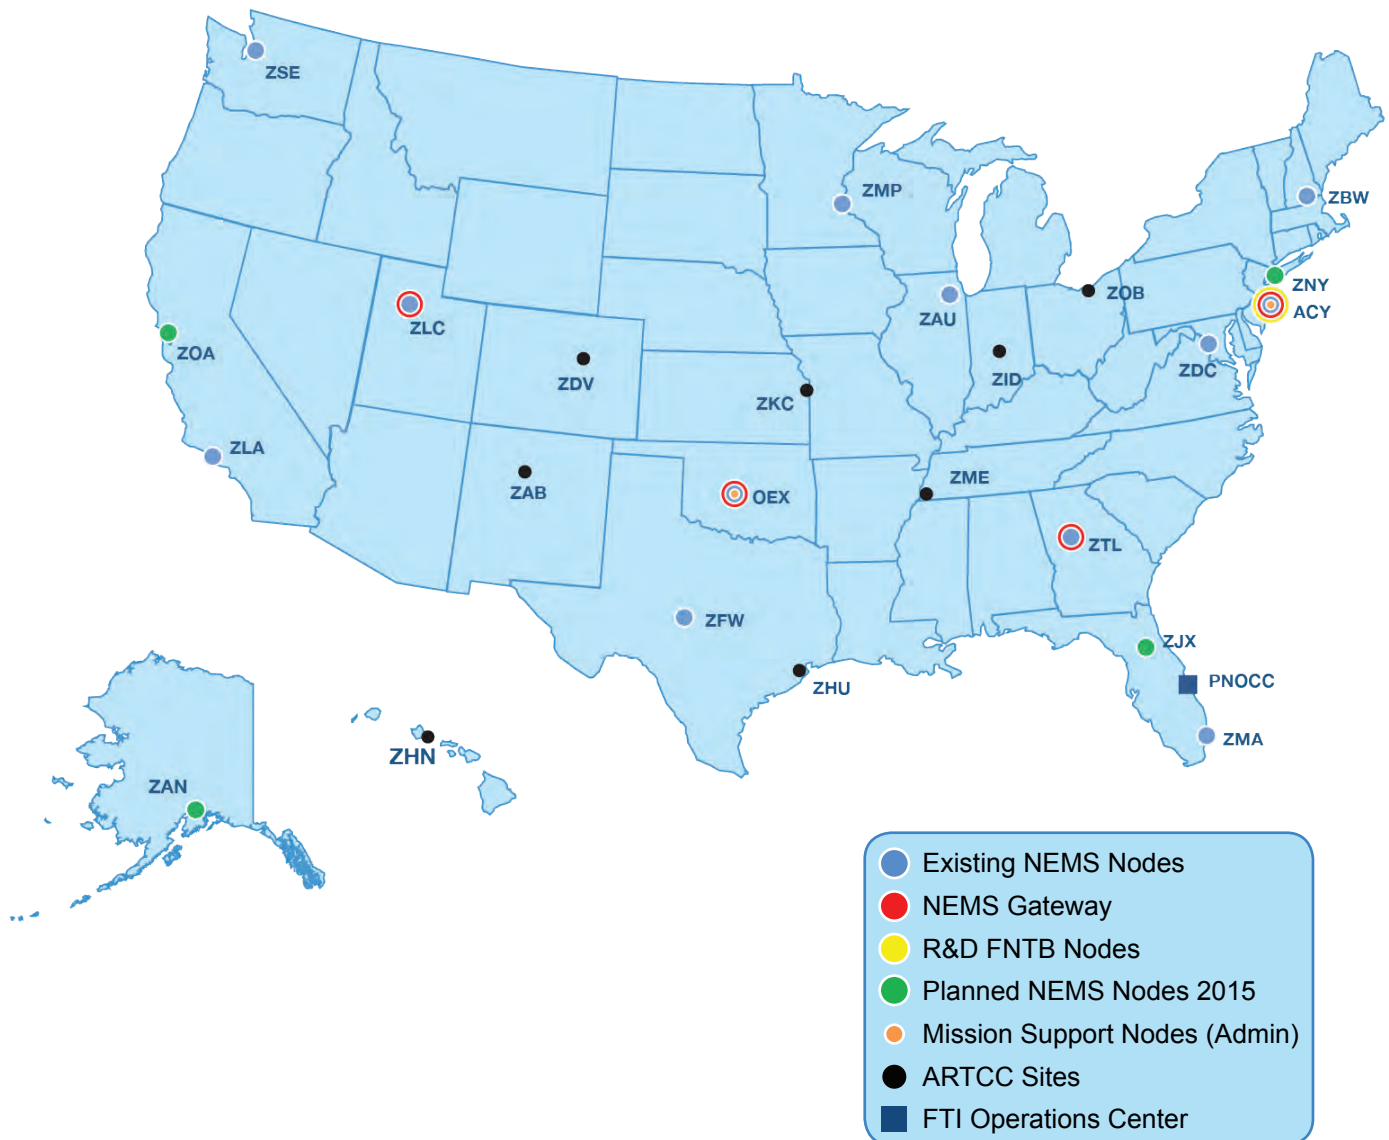 ZSE
ZMP
ZBW
ZNY
ACY
ZOB
ZAU
ZLC
ZOA
ZDC
ZID
ZDV
ZKC
ZLA
ZAB
ZME
OEX
ZTL
ZFW
ZJX
PNOCC
ZHU
ZMA
ZHN
ZAN
Existing NEMS Nodes
NEMS Gateway
R&D FNTB Nodes
Planned NEMS Nodes 2015
Mission Support Nodes (Admin)
ARTCC Sites
FTI Operations Center